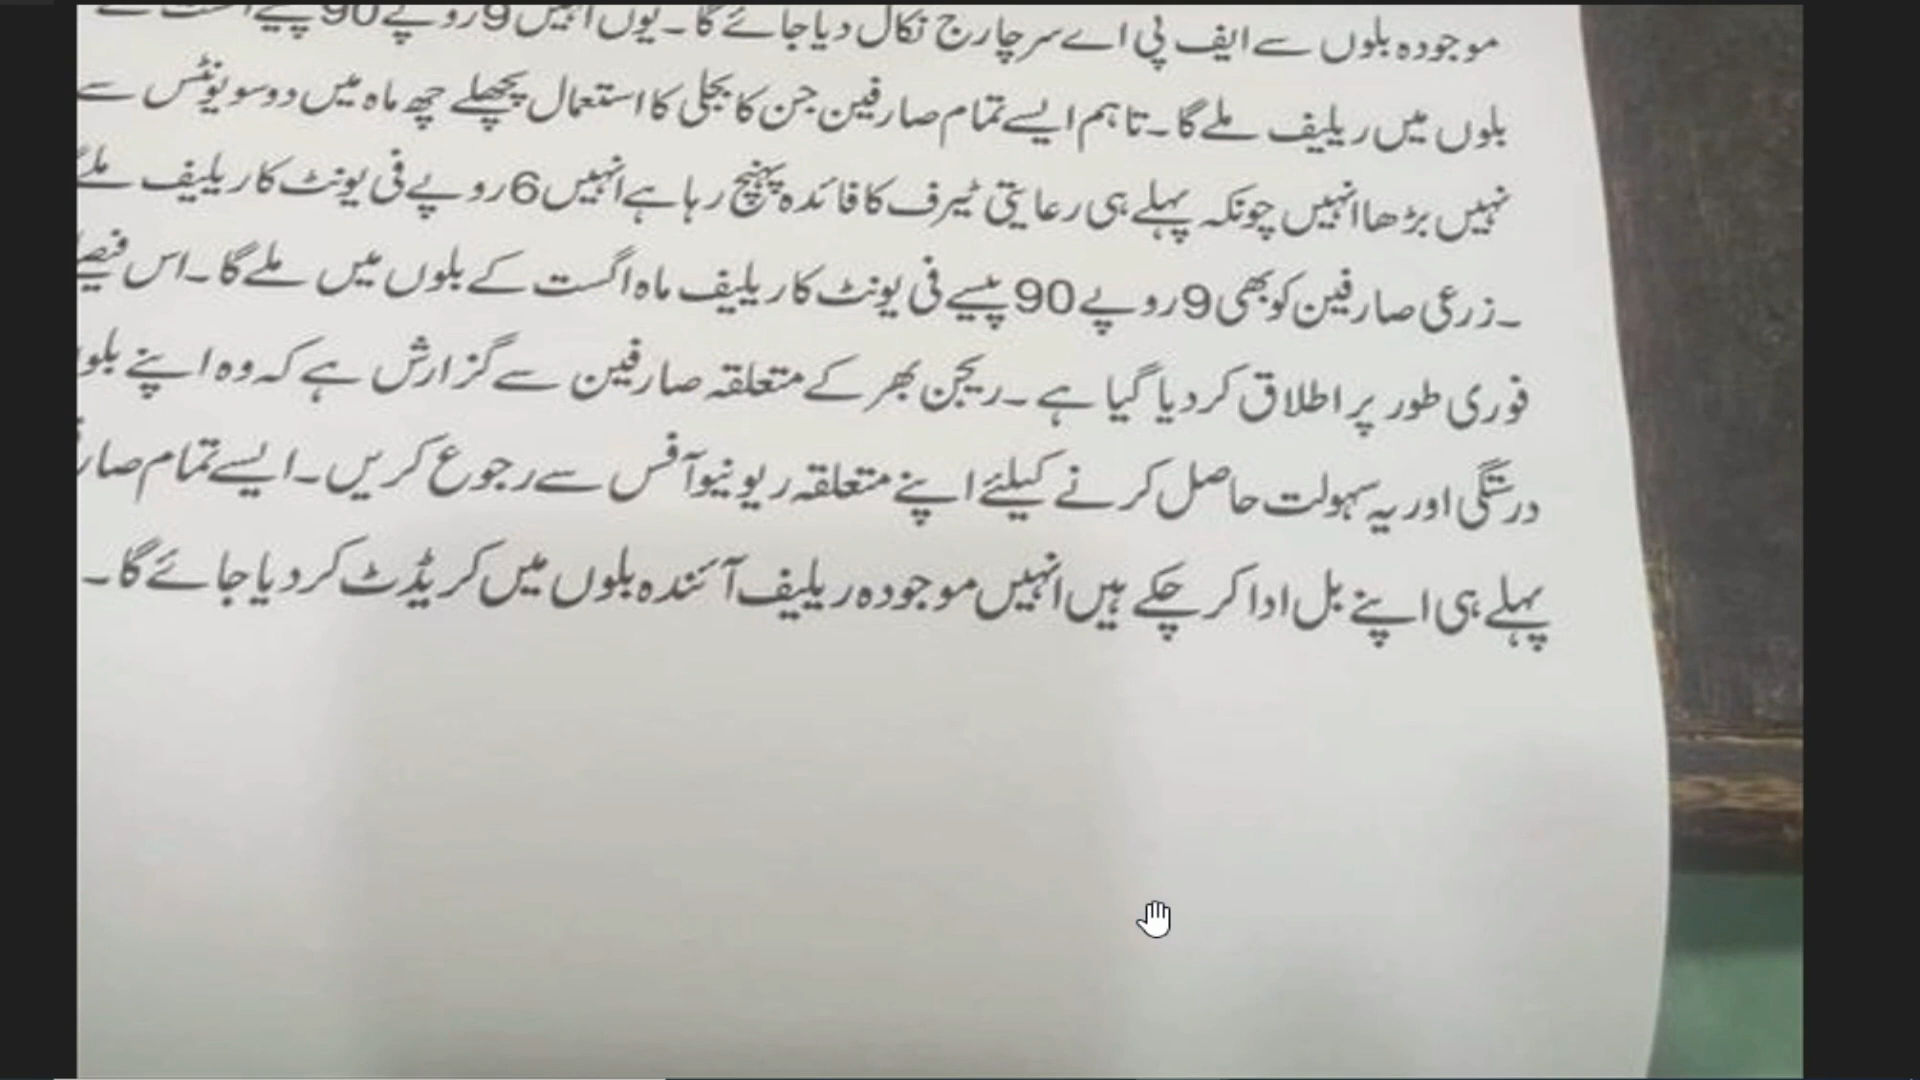 موجودہ بلوں سے ایف پی اے سرچارج نکال دیا جائے گا۔ یوں انہیں 9 روپے 90 پیسے اگست کے
بلوں میں ریلیف ملے گا۔ تاہم ایسے تمام صارفین جن کا بجلی کا استعمال پچھلے چھ ماہ میں دو سو یونٹس سے
نہیں بڑھا انہیں چونکہ پہلے ہی رعایتی ٹیرف کا فائدہ پہنچ رہا ہے انہیں 6 روپے فی یونٹ کا ریلیف ملے
۔ زرعی صارفین کو بھی 9 روپے 90 پیسے فی یونٹ کا ریلیف ماہ اگست کے بلوں میں ملے گا۔ اس
فوری طور پر اطلاق کر دیا گیا ہے۔ ریجن بھر کے متعلقہ صارفین سے گزارش ہے کہ وہ اپنے
درستگی اور یہ سہولت حاصل کرنے کیلئے اپنے متعلقہ ریونیو آفس سے رجوع کریں۔ ایسے تمام
پہلے ہی اپنے بل ادا کر چکے ہیں انہیں موجودہ ریلیف آئندہ بلوں میں کریڈٹ کر دیا جائے گا۔